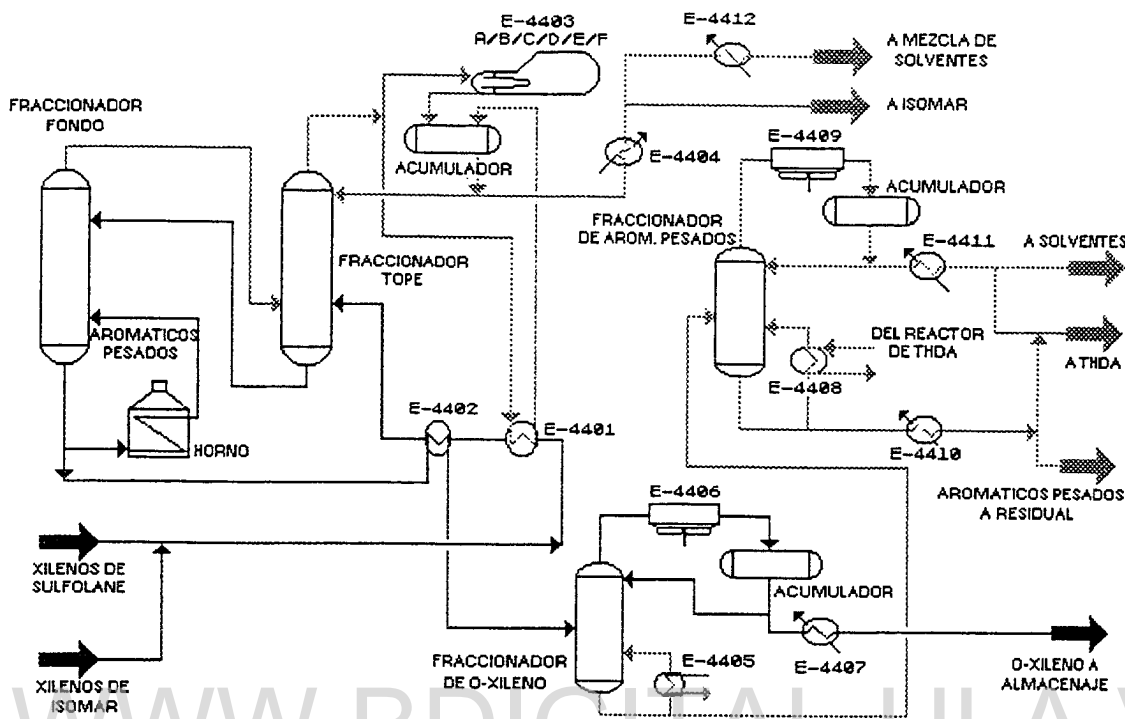 E-4403
A/B/C/D/E/F
E-4412
A MEZCLA DE
SOLVENTES
A ISOMAR
FRACCIONADOR
FONDO
ACUMULADOR
E-4404
E-4409
ACUMULADOR
FRACCIONADOR
DE AROM. PESADOS
E-4411
A SOLVENTES
FRACCIONADOR
TOPE
AROMATICOS
PESADOS
DEL REACTOR
DE THDA
A THDA
E-4408
E-4402
E-4401
HORNO
E-4410
AROMATICOS PESADOS
A RESIDUAL
E-4406
XILENOS DE
SULFOLANE
ACUMULADOR
FRACCIONADOR
DE O-XILENO
E-4405
E-4407
O-XILENO A
ALMACENAJE
XILENOS DE
ISOMAR